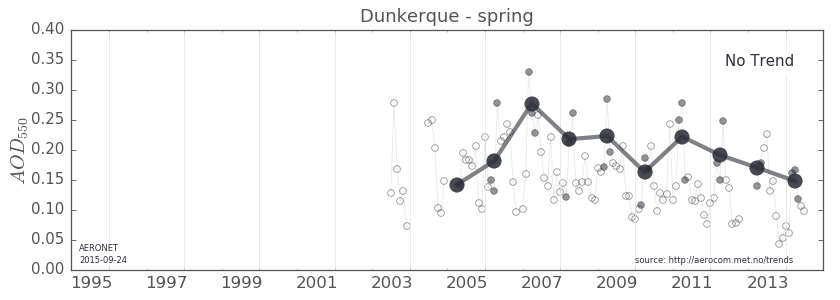 Dunkerque - spring
0.40
0.35
0.30
0.25
0.20
0.15
0.10
0.05
0.00
AOD550
No Trend
AERONET
2015-09-24
source: http://aerocom.met.no/trends
1995 1997 1999 2001 2003 2005 2007 2009 2011 2013